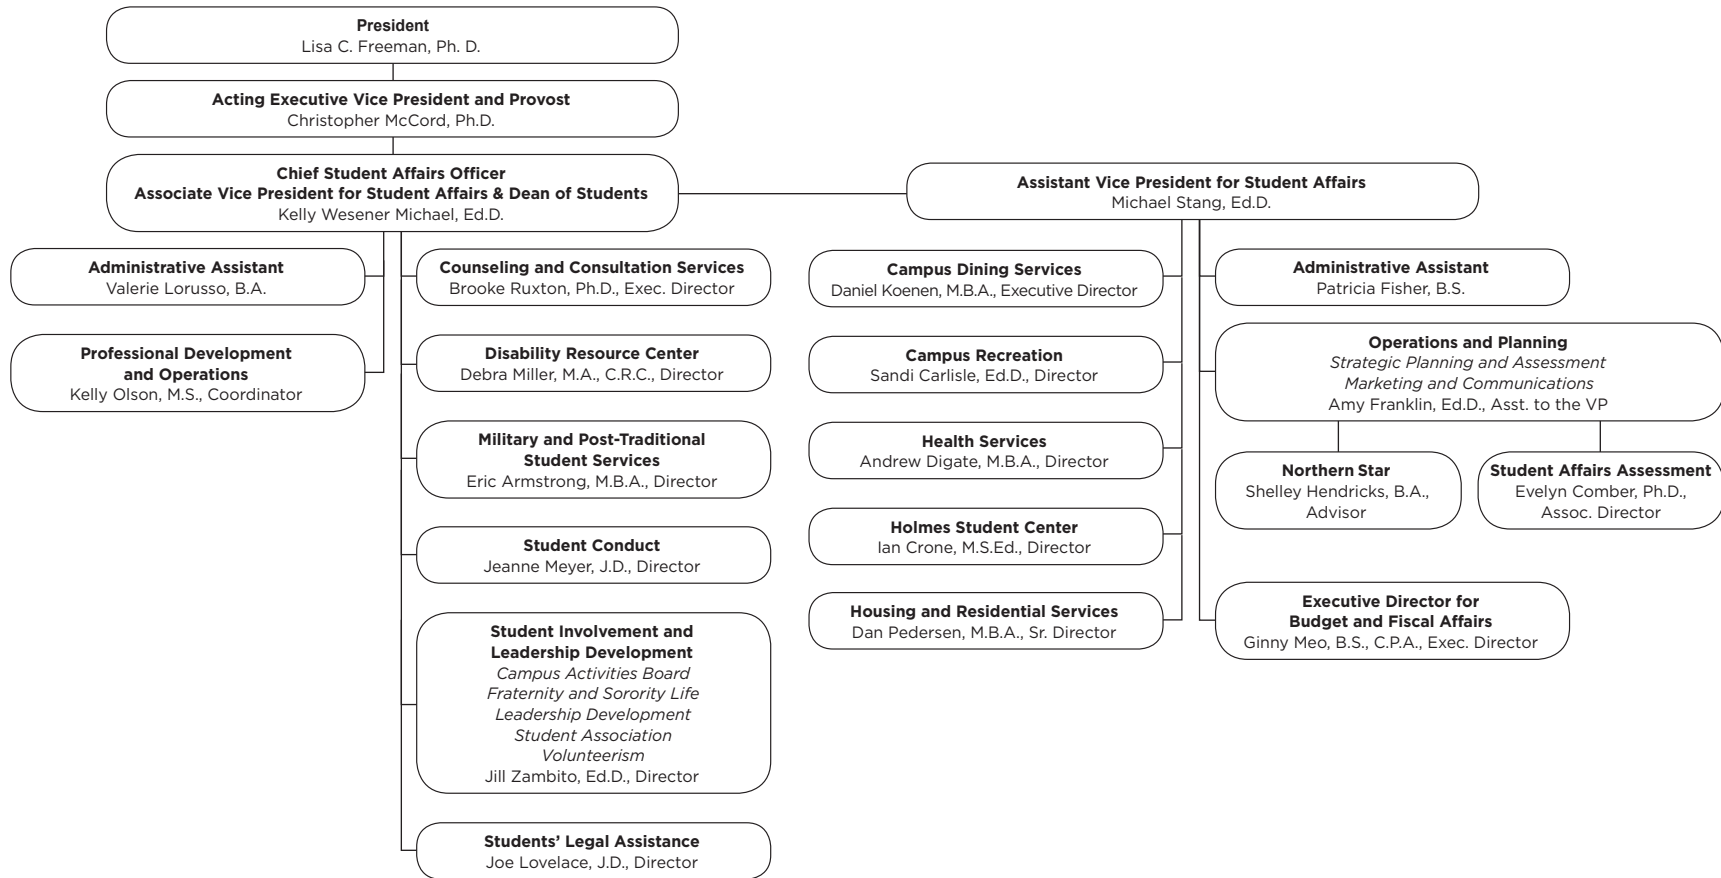 President
Lisa C. Freeman, Ph. D.
Acting Executive Vice President and Provost
Christopher McCord, Ph.D.
Chief Student Affairs Officer
Associate Vice President for Student Affairs & Dean of Students
Kelly Wesener Michael, Ed.D.
Assistant Vice President for Student Affairs
Michael Stang, Ed.D.
Administrative Assistant
Valerie Lorusso, B.A.
Professional Development
and Operations
Kelly Olson, M.S., Coordinator
Counseling and Consultation Services
Brooke Ruxton, Ph.D., Exec. Director
Disability Resource Center
Debra Miller, M.A., C.R.C., Director
Military and Post-Traditional
Student Services
Eric Armstrong, M.B.A., Director
Student Conduct
Jeanne Meyer, J.D., Director
Student Involvement and
Leadership Development
Campus Activities Board
Fraternity and Sorority Life
Leadership Development
Student Association
Volunteerism
Jill Zambito, Ed.D., Director
Students' Legal Assistance
Joe Lovelace, J.D., Director
Campus Dining Services
Daniel Koenen, M.B.A., Executive Director
Campus Recreation
Sandi Carlisle, Ed.D., Director
Health Services
Andrew Digate, M.B.A., Director
Holmes Student Center
Ian Crone, M.S.Ed., Director
Housing and Residential Services
Dan Pedersen, M.B.A., Sr. Director
Administrative Assistant
Patricia Fisher, B.S.
Operations and Planning
Strategic Planning and Assessment
Marketing and Communications
Amy Franklin, Ed.D., Asst. to the VP
Northern Star
Shelley Hendricks, B.A.,
Advisor
Student Affairs Assessment
Evelyn Comber, Ph.D.,
Assoc. Director
Executive Director for
Budget and Fiscal Affairs
Ginny Meo, B.S., C.P.A., Exec. Director